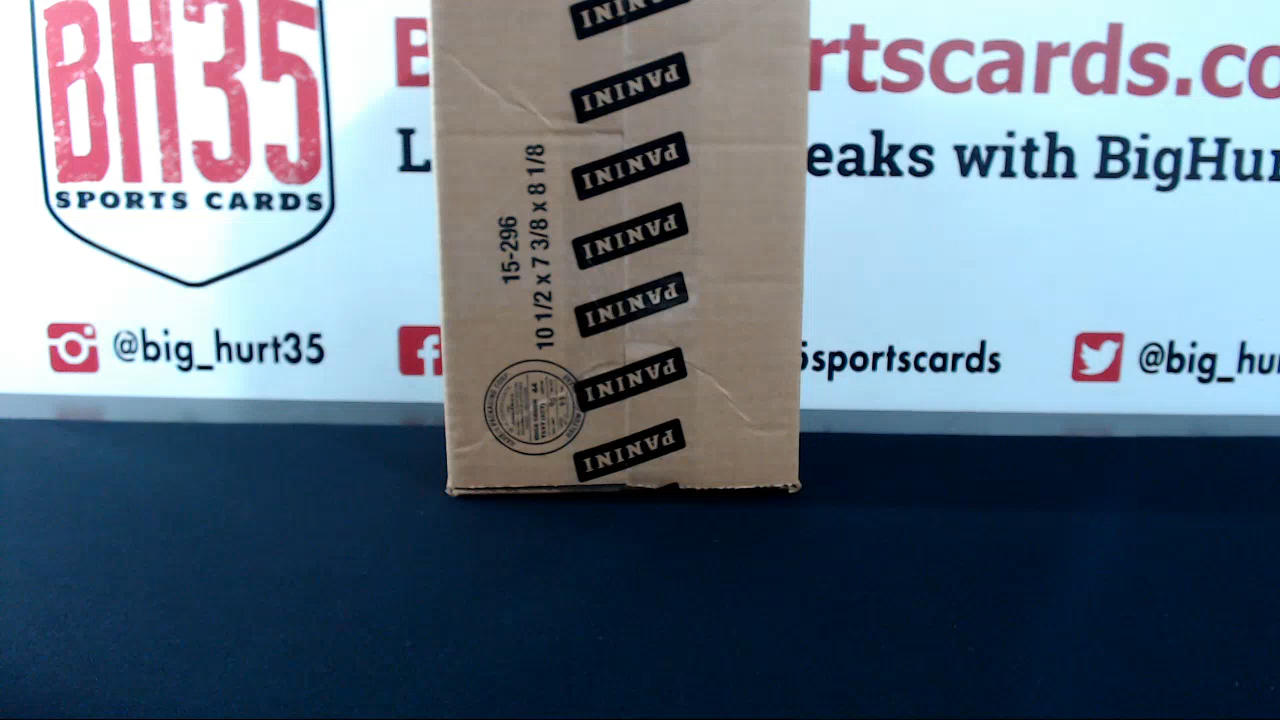 BH35
SPORTS CARDS
rtscards.co
eaks with BigHur
@big_hurt35
5sportscards
@big_hu
PANINI
PANINI
PANINI
PANINI
PANINI
PANINI
PANINI
15-296
10 1/2 x 7 3/8 x 8 1/8